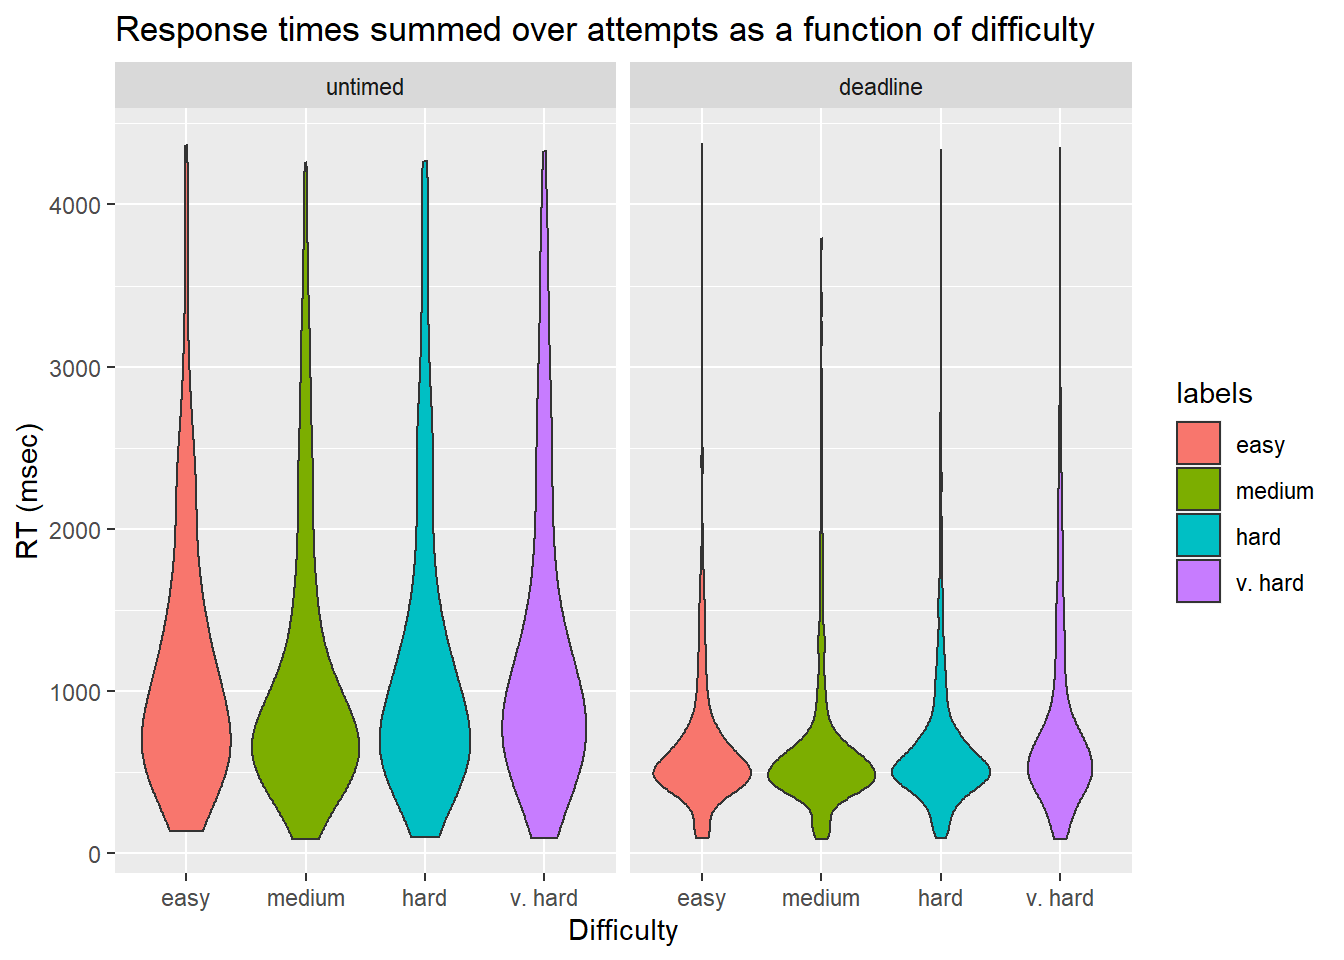 Response times summed over attempts as a function of difficulty
untimed
deadline
RT (msec)
4000
3000
2000
1000
0
easy
medium
hard
v. hard
easy
medium
hard
v. hard
Difficulty
labels
easy
medium
hard
v. hard